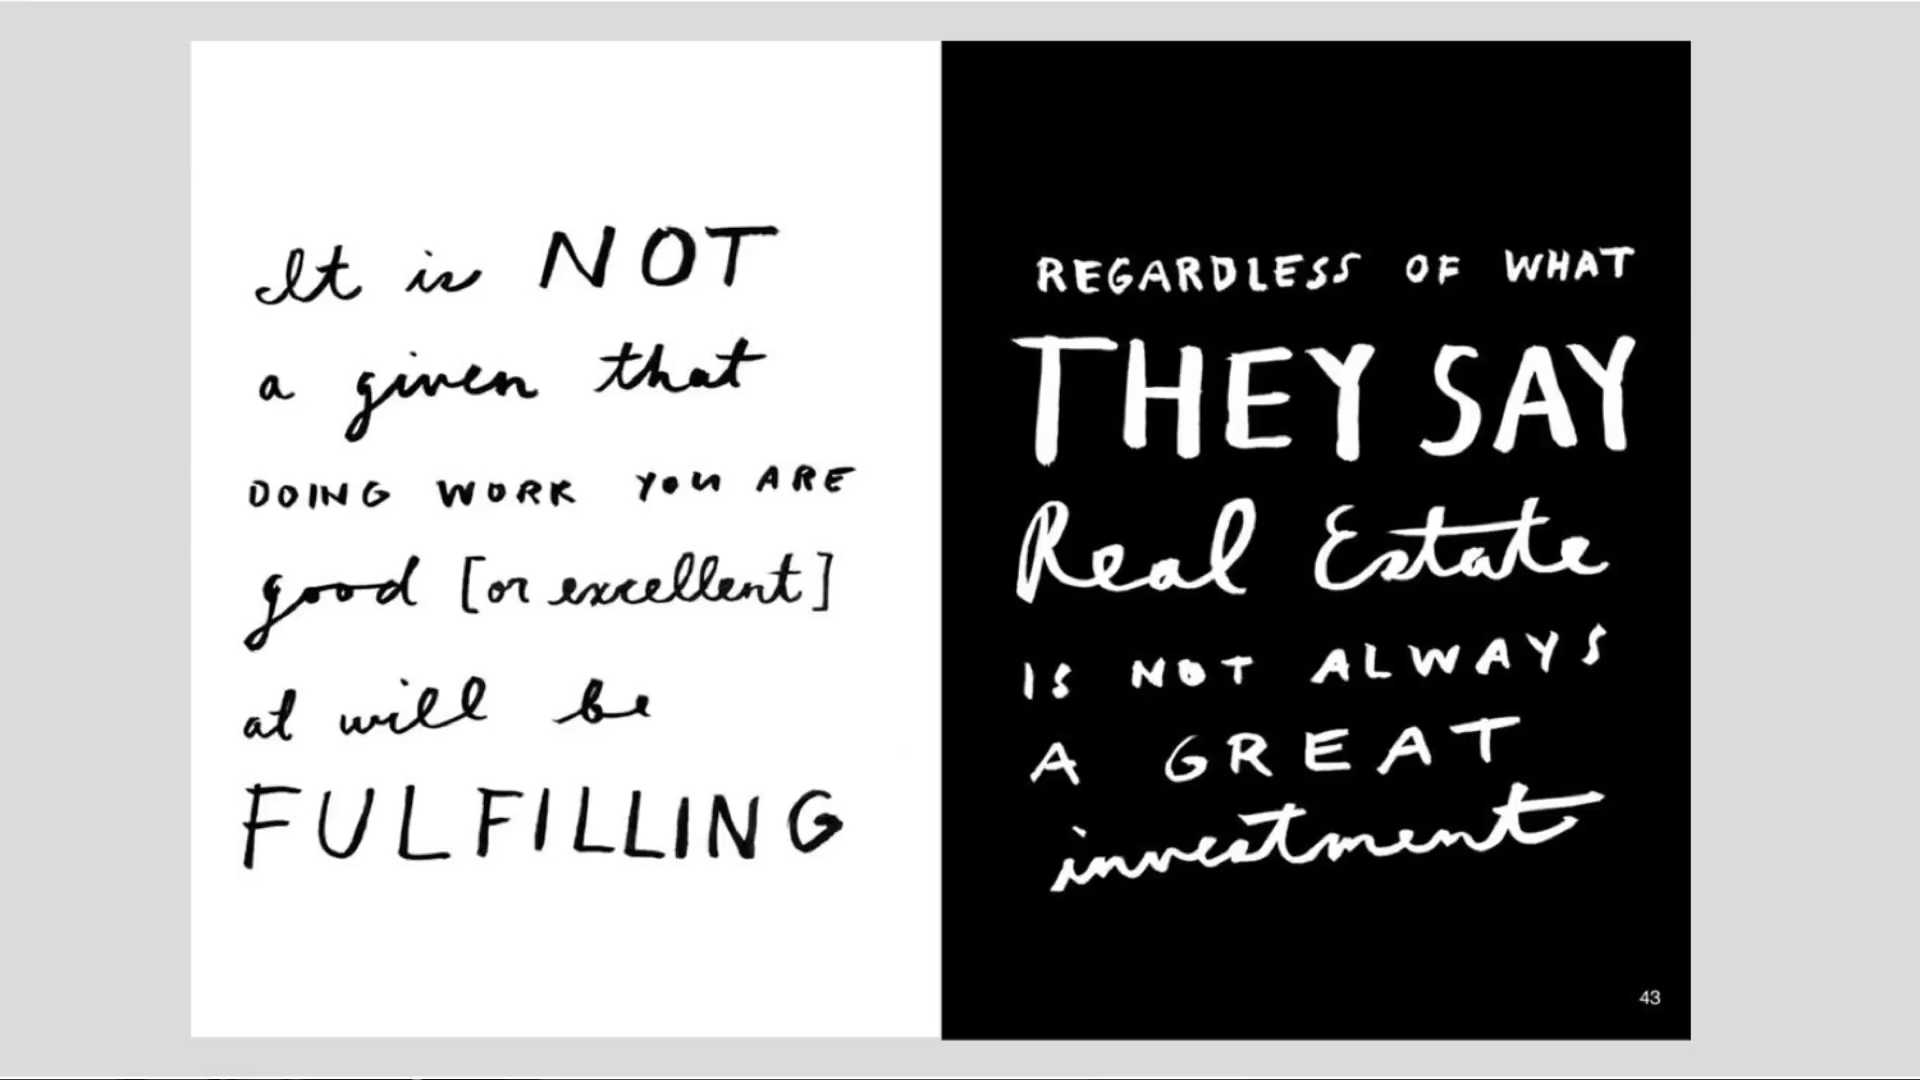 It is NOT
a given that
DOING WORK YOU ARE
good [or excellent]
at will be
FULFILLING
REGARDLESS OF WHAT
THEY SAY
Real Estate
IS NOT ALWAYS
A GREAT
investment
43